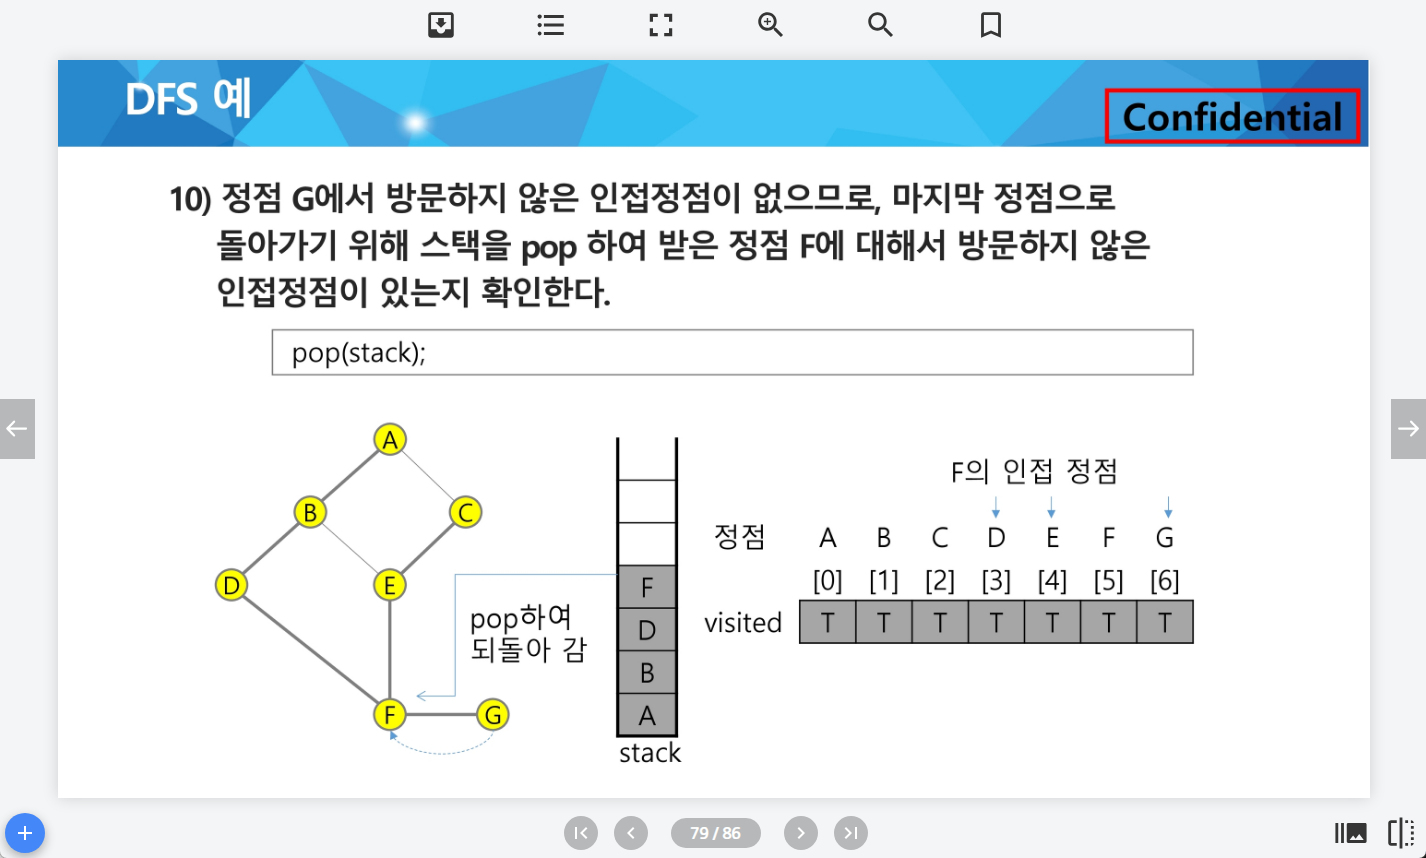 DFS 예
Confidential
10) 정점 G에서 방문하지 않은 인접정점이 없으므로, 마지막 정점으로
돌아가기 위해 스택을 pop 하여 받은 정점 F에 대해서 방문하지 않은
인접정점이 있는지 확인한다.
pop(stack);
A
B
C
D
E
F
G
pop하여
되돌아 감
F
D
B
A
stack
F의 인접 정점
정점 A B C D E F G
[0] [1] [2] [3] [4] [5] [6]
visited T T T T T T T
79 / 86